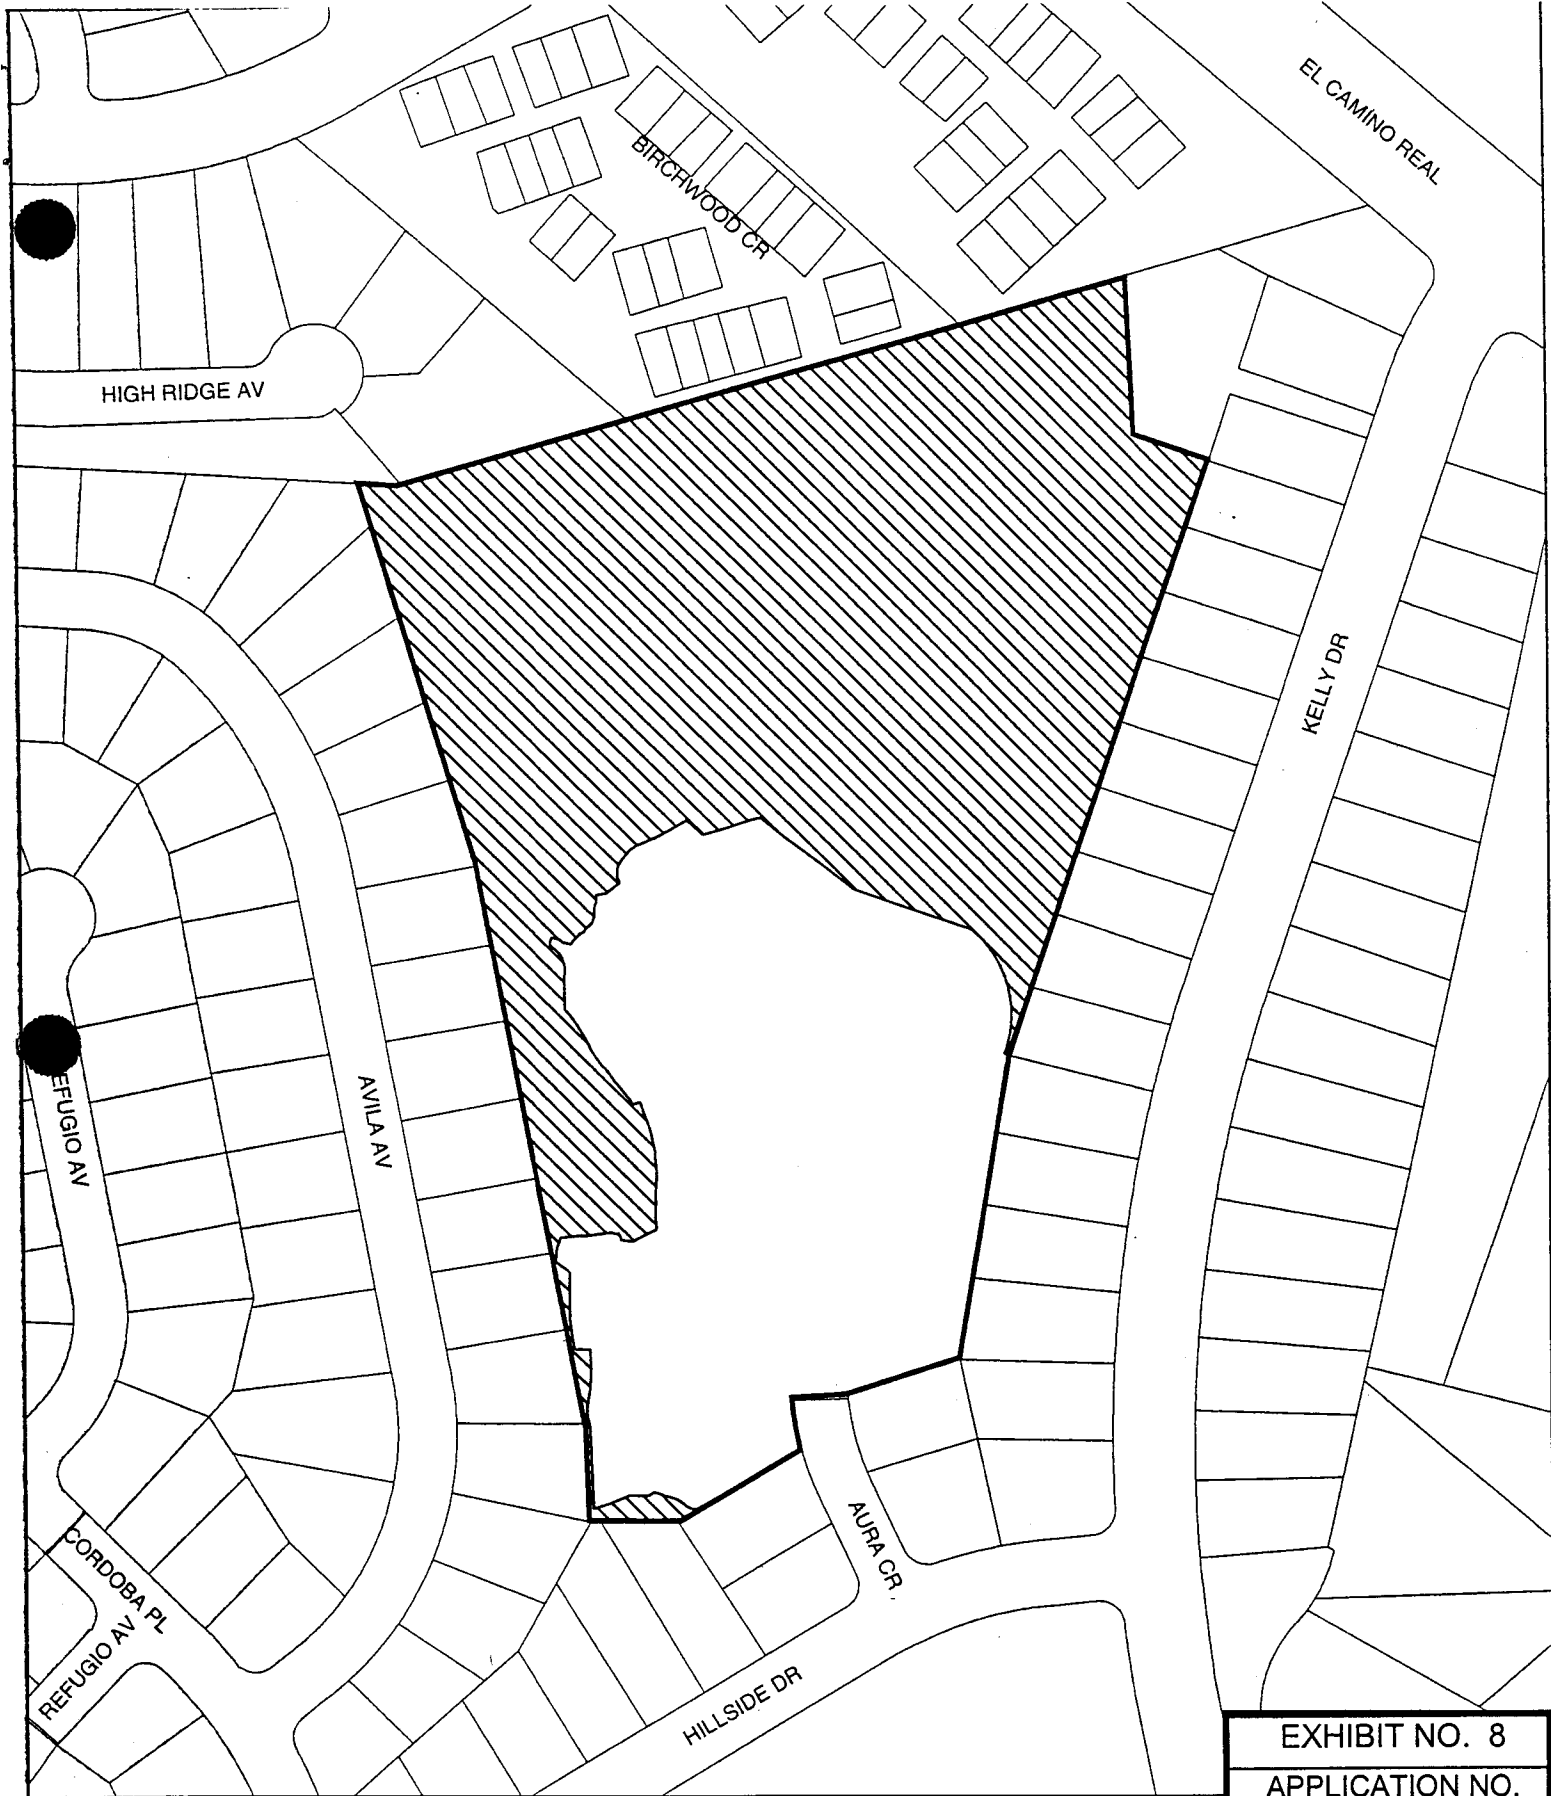 EL CAMINO REAL
BIRCHWOOD CR
HIGH RIDGE AV
KELLY DR
AVILA AV
EFUGIO AV
AURA CR
CORDOBA PL
REFUGIO AV
HILLSIDE DR
EXHIBIT NO. 8
APPLICATION NO.